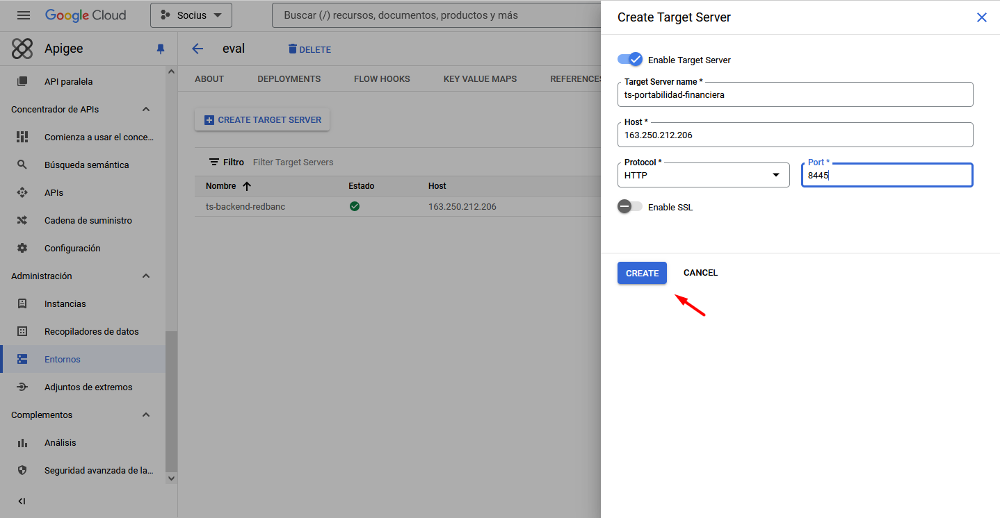 Google Cloud
Socius
Buscar (/) recursos, documentos, productos y más
Apigee
API paralela
Concentrador de APIs
Comienza a usar el conce...
Búsqueda semántica
APIs
Cadena de suministro
Configuración
Administración
Instancias
Recopiladores de datos
Entornos
Adjuntos de extremos
Complementos
Análisis
Seguridad avanzada de la...
eval
DELETE
ABOUT
DEPLOYMENTS
FLOW HOOKS
KEY VALUE MAPS
REFERENCES
CREATE TARGET SERVER
Filtro Filter Target Servers
Nombre Estado Host
ts-backend-redbanc 163.250.212.206
Create Target Server
Enable Target Server
Target Server name *
ts-portabilidad-financiera
Host *
163.250.212.206
Protocol * Port *
HTTP 8445
Enable SSL
CREATE CANCEL